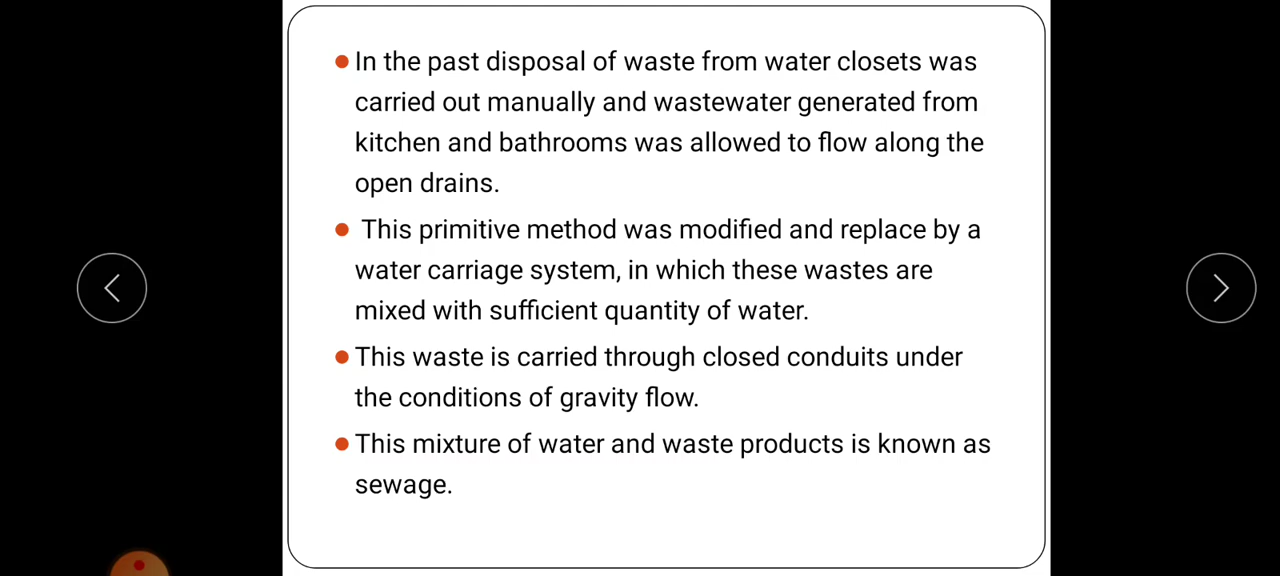 In the past disposal of waste from water closets was
carried out manually and wastewater generated from
kitchen and bathrooms was allowed to flow along the
open drains.
This primitive method was modified and replace by a
water carriage system, in which these wastes are
mixed with sufficient quantity of water.
This waste is carried through closed conduits under
the conditions of gravity flow.
This mixture of water and waste products is known as
sewage.